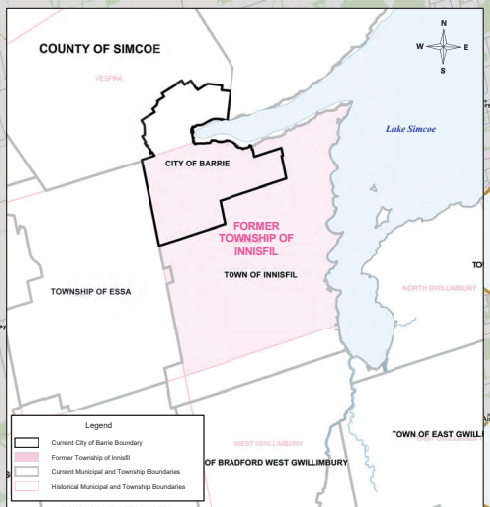 N
W E
S
COUNTY OF SIMCOE
VESPRA
Lake Simcoe
CITY OF BARRIE
FORMER
TOWNSHIP OF
INNISFIL
TOWN OF INNISFIL
TO
NORTH GWILLIMBURY
TOWNSHIP OF ESSA
Legend
Current City of Barrie Boundary
Former Township of Innisfil
Current Municipal and Township Boundaries
Historical Municipal and Township Boundaries
WEST GWILLIMBURY
OF BRADFORD WEST GWILLIMBURY
TOWN OF EAST GWILLI